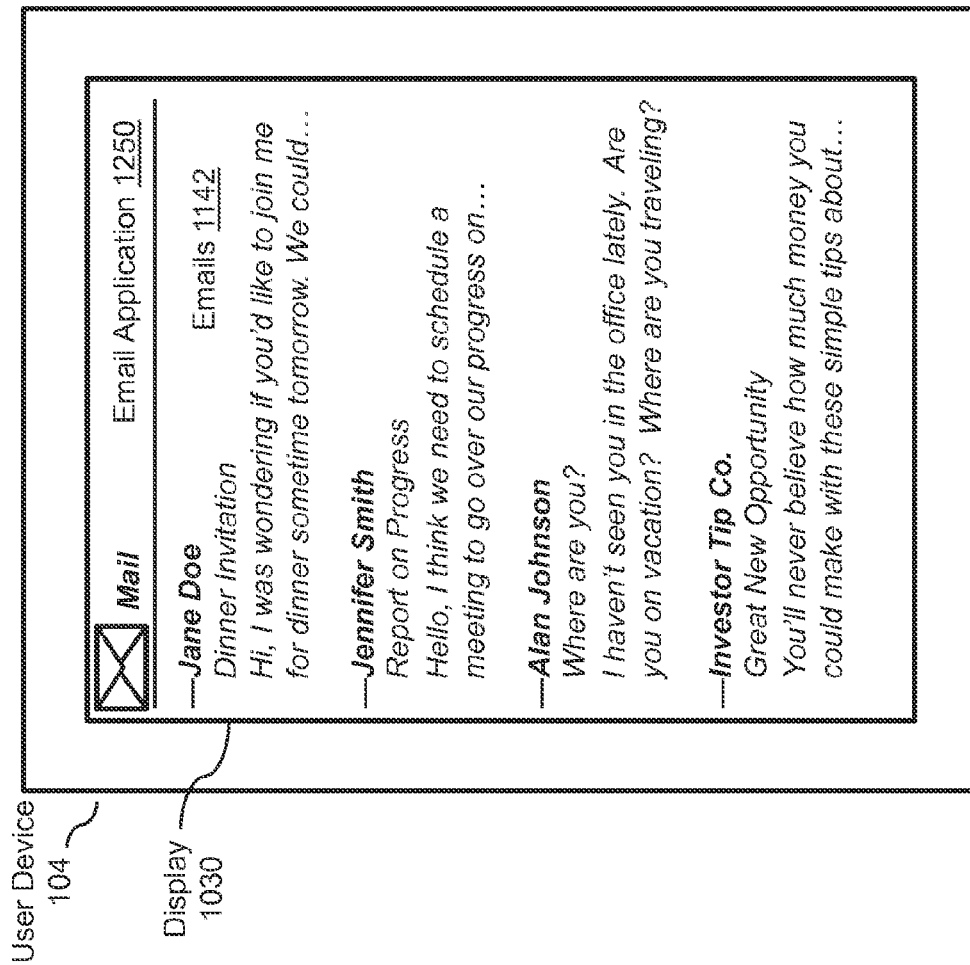 User Device
104
Display
1030
Mail
Email Application 1250
Jane Doe
Emails 1142
Dinner Invitation
Hi, I was wondering if you'd like to join me
for dinner sometime tomorrow. We could...
Jennifer Smith
Report on Progress
Hello, I think we need to schedule a
meeting to go over our progress on...
Alan Johnson
Where are you?
I haven't seen you in the office lately. Are
you on vacation? Where are you traveling?
Investor Tip Co.
Great New Opportunity
You'll never believe how much money you
could make with these simple tips about...